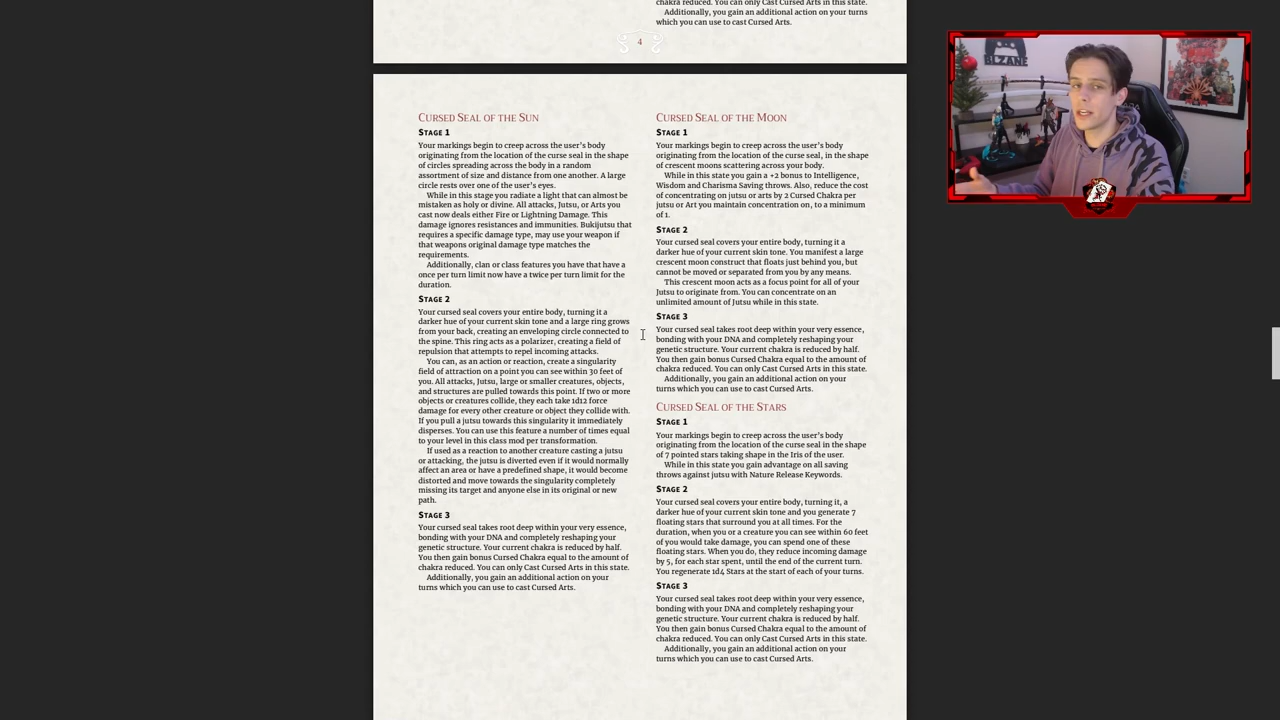 chakra reduced. You can only Cast Cursed Arts in this state.
Additionally, you gain an additional action on your turns
which you can use to cast Cursed Arts.
4
Cursed Seal of the Sun
Stage 1
Your markings begin to creep across the user's body
originating from the location of the curse seal in the shape
of circles spreading across the body in a random
assortment of size and distance from one another. A large
circle rests over one of the user's eyes.
While in this stage you radiate a light that can almost be
mistaken as holy or divine. All attacks, Jutsu, or Arts you
cast now deals either Fire or Lightning Damage. This
damage ignores resistances and immunities. Bukijutsu that
requires a specific damage type, may use your weapon if
that weapons original damage type matches the
requirements.
Additionally, clan or class features you have that have a
once per turn limit now have a twice per turn limit for the
duration.
Stage 2
Your cursed seal covers your entire body, turning it a
darker hue of your current skin tone and a large ring grows
from your back, creating an enveloping circle connected to
the spine. This ring acts as a polarizer, creating a field of
repulsion that attempts to repel incoming attacks.
You can, as an action or reaction, create a singularity
field of attraction on a point you can see within 30 feet of
you. All attacks, Jutsu, large or smaller creatures, objects,
and structures are pulled towards this point. If two or more
objects or creatures collide, they each take 1d12 force
damage for every other creature or object they collide with.
If you pull a jutsu towards this singularity it immediately
disperses. You can use this feature a number of times equal
to your level in this class mod per transformation.
If used as a reaction to another creature casting a jutsu
or attacking, the jutsu is diverted even if it would normally
affect an area or have a predefined shape, it would become
distorted and move towards the singularity completely
missing its target and anyone else in its original or new
path.
Stage 3
Your cursed seal takes root deep within your very essence,
bonding with your DNA and completely reshaping your
genetic structure. Your current chakra is reduced by half.
You then gain bonus Cursed Chakra equal to the amount of
chakra reduced. You can only Cast Cursed Arts in this state.
Additionally, you gain an additional action on your
turns which you can use to cast Cursed Arts.
Cursed Seal of the Moon
Stage 1
Your markings begin to creep across the user's body
originating from the location of the curse seal, in the shape
of crescent moons scattering across your body.
While in this state you gain a +2 bonus to Intelligence,
Wisdom and Charisma Saving throws. Also, reduce the cost
of concentrating on jutsu or arts by 2 Cursed Chakra per
jutsu or Art you maintain concentration on, to a minimum
of 1.
Stage 2
Your cursed seal covers your entire body, turning it a
darker hue of your current skin tone. You manifest a large
crescent moon construct that floats just behind you, but
cannot be moved or separated from you by any means.
This crescent moon acts as a focus point for all of your
Jutsu to originate from. You can concentrate on an
unlimited amount of Jutsu while in this state.
Stage 3
Your cursed seal takes root deep within your very essence,
bonding with your DNA and completely reshaping your
genetic structure. Your current chakra is reduced by half.
You then gain bonus Cursed Chakra equal to the amount of
chakra reduced. You can only Cast Cursed Arts in this state.
Additionally, you gain an additional action on your
turns which you can use to cast Cursed Arts.
Cursed Seal of the Stars
Stage 1
Your markings begin to creep across the user's body
originating from the location of the curse seal in the shape
of 7 pointed stars taking shape in the Iris of the user.
While in this state you gain advantage on all saving
throws against jutsu with Nature Release Keywords.
Stage 2
Your cursed seal covers your entire body, turning it, a
darker hue of your current skin tone and you generate 7
floating stars that surround you at all times. For the
duration, when you or a creature you can see within 60 feet
of you would take damage, you can spend one of these
floating stars. When you do, they reduce incoming damage
by 5, for each star spent, until the end of the current turn.
You regenerate 1d4 Stars at the start of each of your turns.
Stage 3
Your cursed seal takes root deep within your very essence,
bonding with your DNA and completely reshaping your
genetic structure. Your current chakra is reduced by half.
You then gain bonus Cursed Chakra equal to the amount of
chakra reduced. You can only Cast Cursed Arts in this state.
Additionally, you gain an additional action on your
turns which you can use to cast Cursed Arts.
BLZANE